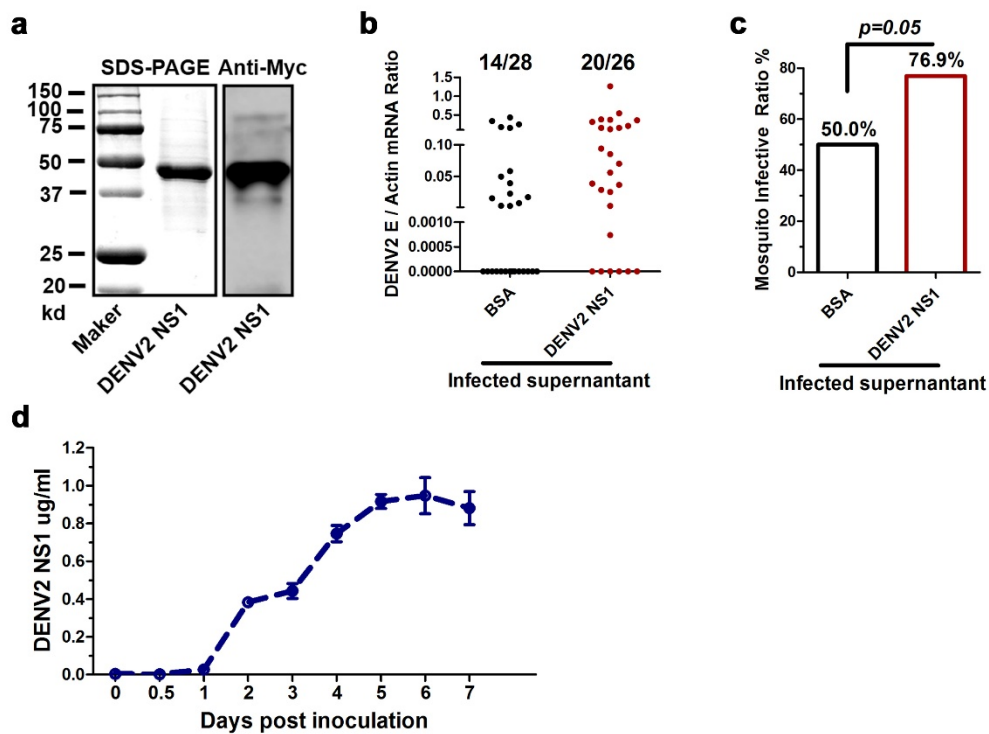 a
SDS-PAGE Anti-Myc
150
100
75
50
37
25
20
kd
Maker
DENV2 NS1
DENV2 NS1
b
14/28 20/26
DENV2 E / Actin mRNA Ratio
1.5
1.0
0.5
0.10
0.05
0.0010
0.0005
0.0000
BSA
DENV2 NS1
Infected supernantant
c
p=0.05
76.9%
50.0%
Mosquito Infective Ratio %
80
60
40
20
0
BSA
DENV2 NS1
Infected supernantant
d
DENV2 NS1 ug/ml
1.2
1.0
0.8
0.6
0.4
0.2
0.0
0 0.5 1 2 3 4 5 6 7
Days post inoculation